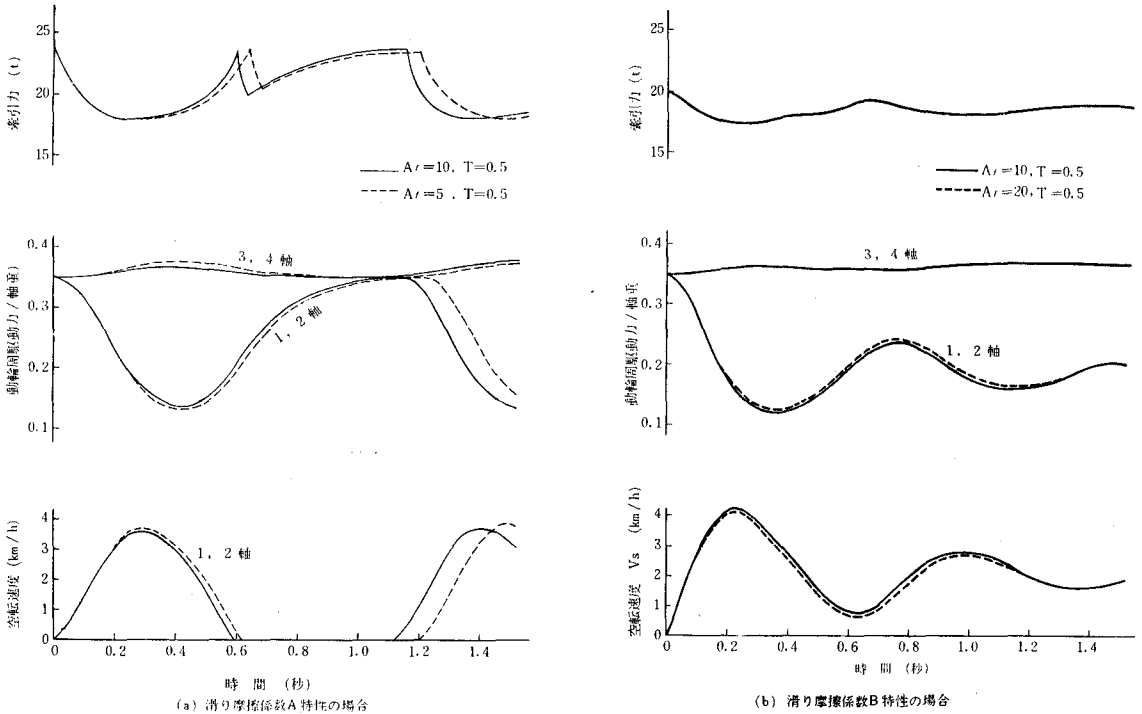 25
20
15
索引力 (t)
A𝑟=10, T=0.5
A𝑟=5 , T=0.5
0.4
0.3
0.2
0.1
動輪周駆動力/軸重
3, 4 軸
1, 2 軸
4
3
2
1
0
空転速度 (km/h)
1, 2 軸
0 0.2 0.4 0.6 0.8 1.0 1.2 1.4
時 間 (秒)
(a) 滑り摩擦係数A特性の場合
25
20
15
索引力 (t)
A𝑟=10, T=0.5
A𝑟=20, T=0.5
0.4
0.3
0.2
0.1
動輪周駆動力/軸重
3, 4 軸
1, 2 軸
4
3
2
1
0
空転速度 Vs (km/h)
0 0.2 0.4 0.6 0.8 1.0 1.2 1.4
時 間 (秒)
(b) 滑り摩擦係数B特性の場合